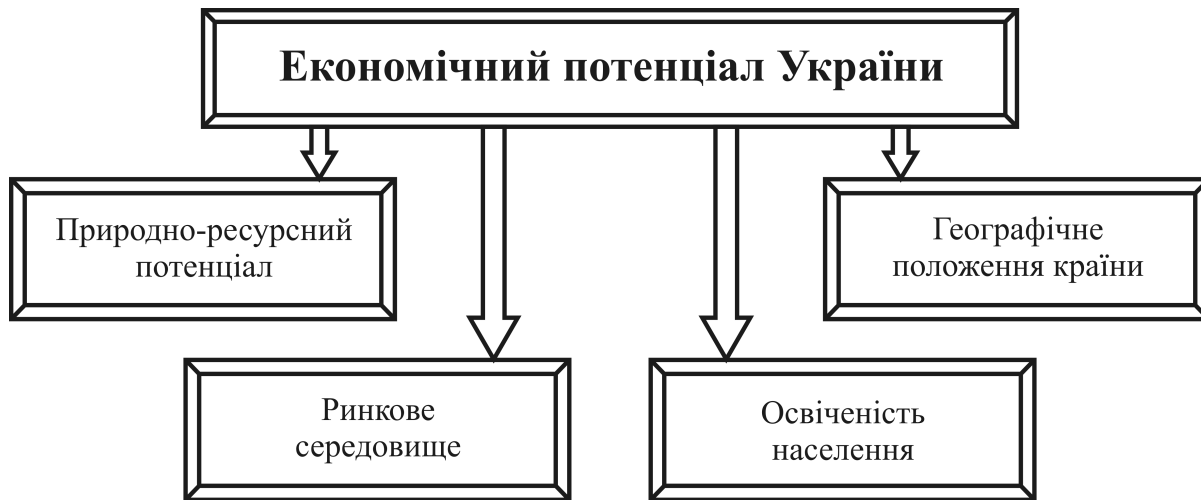 Економічний потенціал України
Природно-ресурсний
потенціал
Географічне
положення країни
Ринкове
середовище
Освіченість
населення